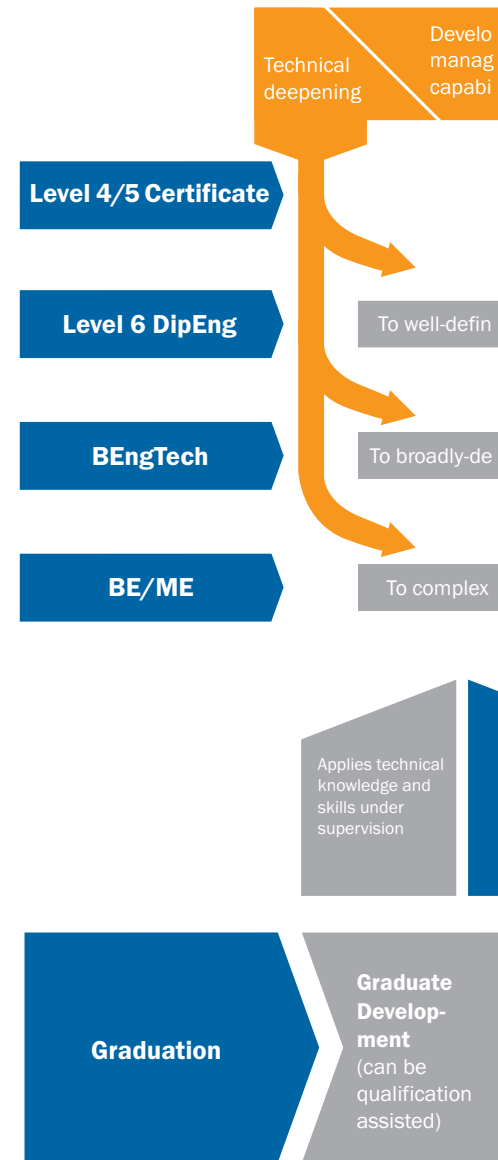 Technical
deepening
Develo
manag
capabi
Level 4/5 Certificate
Level 6 DipEng
To well-defin
BEngTech
To broadly-de
BE/ME
To complex
Applies technical
knowledge and
skills under
supervision
Graduation
Graduate
Develop-
ment
(can be
qualification
assisted)